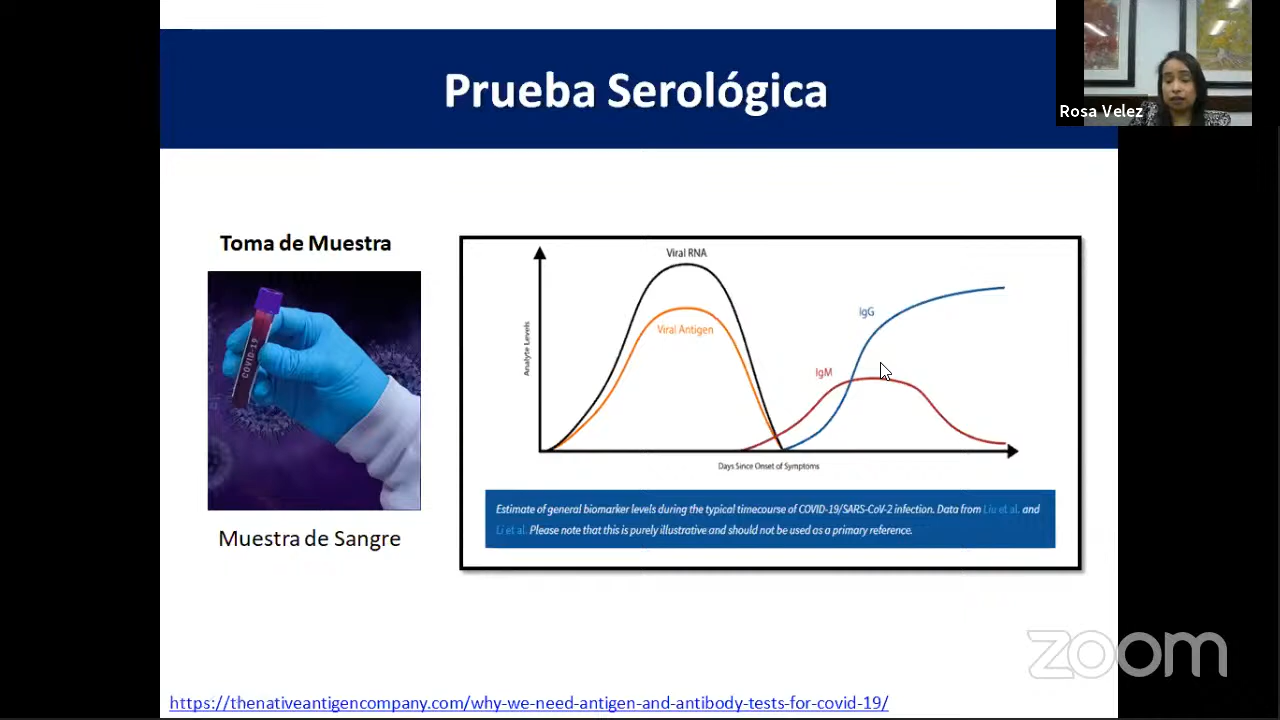 Prueba Serológica
Rosa Velez
Toma de Muestra
COVID-19
Muestra de Sangre
Viral RNA
Viral Antigen
IgG
IgM
Analyte Levels
Days Since Onset of Symptoms
Estimate of general biomarker levels during the typical timecourse of COVID-19/SARS-CoV-2 infection. Data from Liu et al. and
Li et al. Please note that this is purely illustrative and should not be used as a primary reference.
zoom
https://thenativeantigencompany.com/why-we-need-antigen-and-antibody-tests-for-covid-19/